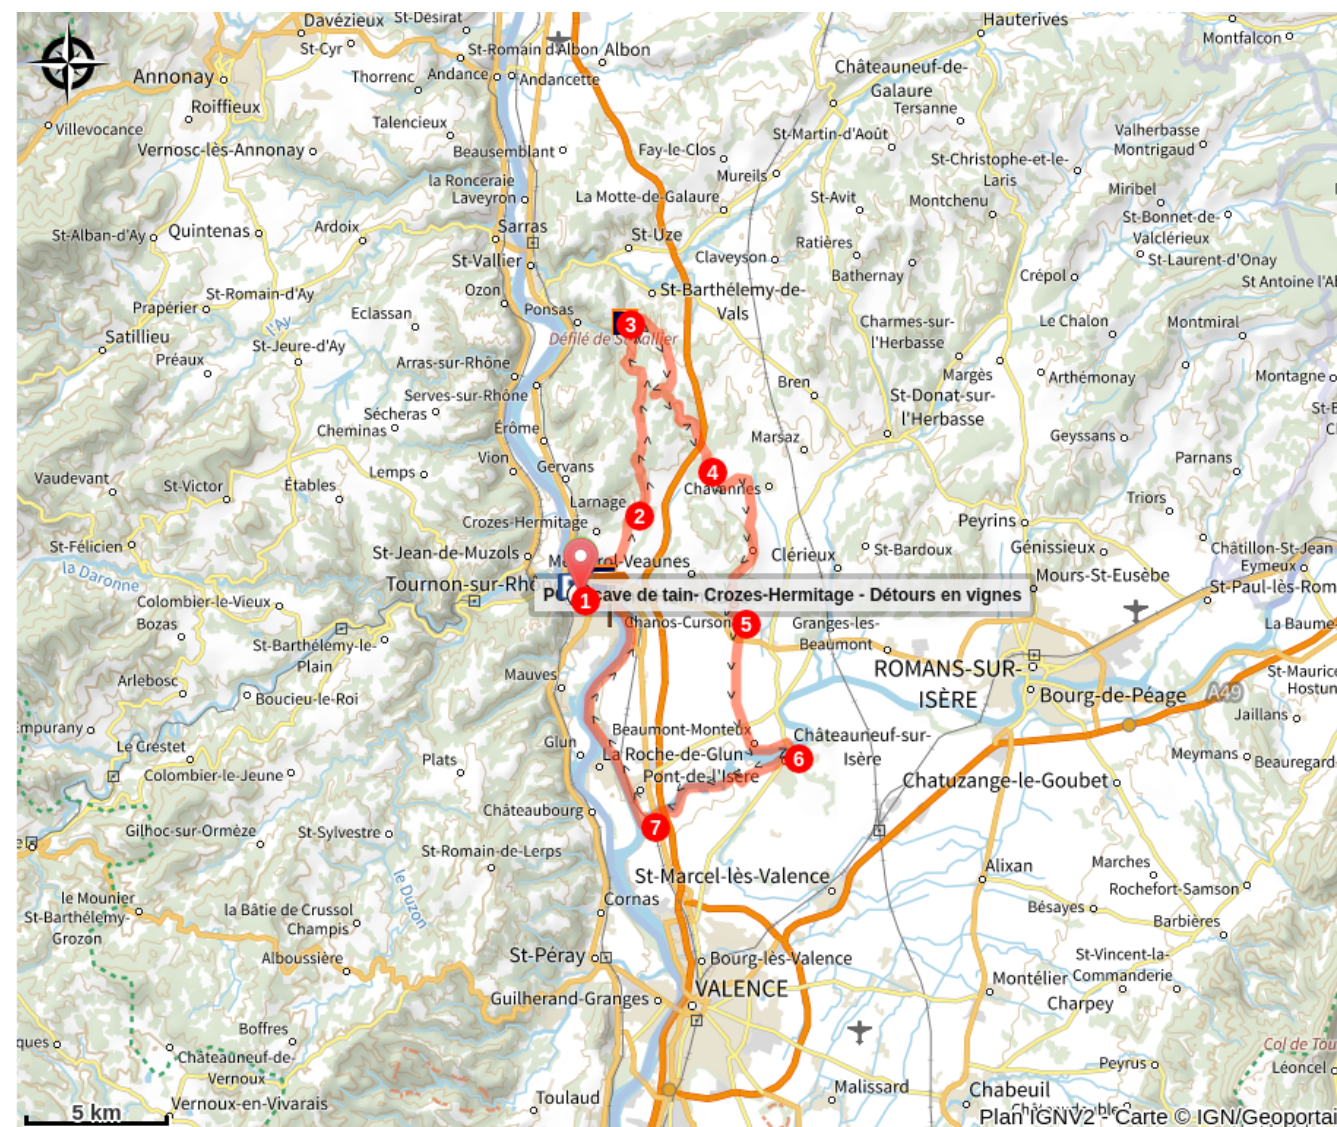 Davézieux
St-Désirat
Hauterives
Montfalcon
St-Cyr
St-Romain d'Albon
Albon
Annonay
Thorrenc
Andance
Andancette
Châteauneuf-de-
Galaure
Roiffieux
Tersanne
Villevocance
Talencieux
St-Martin-d'Août
Valherbasse
Montrigaud
Vernosc-lès-Annonay
Beausemblant
Fay-le-Clos
St-Christophe-et-le-
Laris
Mureils
la Ronceraie
Laveyron
La Motte-de-Galaure
St-Avit
Montchenu
Miribel
St-Bonnet-de-
Valclérieux
St-Alban-d'Ay
Quintenas
Ardoix
Sarras
St-Uze
Ratières
St-Vallier
Claveyson
Bathernay
Crépol
St-Laurent-d'Onay
St Antoine l'Ab
Prapérier
St-Romain-d'Ay
Ozon
St-Barthélemy-de-
Vals
Eclassan
Ponsas
3
Défilé de St-Vallier
Charmes-sur-
l'Herbasse
Le Chalon
Montmiral
Satillieu
l'Ay
St-Jeure-d'Ay
Préaux
Arras-sur-Rhône
Serves-sur-Rhône
Bren
Margès
Arthémonay
Montagne
St-Donat-sur-
l'Herbasse
Sécheras
Cheminas
Érôme
Marsaz
Geyssans
Vion
Gervans
4
Chavannes
Parnans
Vaudevant
St-Victor
Étables
Lemps
Larnage
2
Triors
Crozes-Hermitage
Peyrins
St-Félicien
la Daronne
St-Jean-de-Muzols
Clérieux
St-Bardoux
Génissieux
Châtillon-St-Jean
Eymeux
Tournon-sur-Rhô
Mours-St-Eusèbe
St-Paul-lès-Rom
1
cave de tain- Crozes-Hermitage - Détours en vignes
Colombier-le-Vieux
Bozas
Chanos-Curson
5
Granges-les-
Beaumont
La Baume-
St-Barthélemy-le-
Plain
ROMANS-SUR-
ISÈRE
Arlebosc
Mauves
Bourg-de-Péage
A49
St-Maurice
Hostun
Boucieu-le-Roi
Jaillans
Empurany
Beaumont-Monteux
Châteauneuf-sur-
Isère
Le Crestet
Glun
La Roche-de-Glun
6
Meymans
Beauregard-
Colombier-le-Jeune
Plats
Pont-de-l'Isère
Chatuzange-le-Goubet
Châteaubourg
7
Gilhoc-sur-Ormèze
St-Sylvestre
St-Romain-de-Lerps
Alixan
Marches
le Duzon
St-Marcel-lès-Valence
Rochefort-Samson
le Mounier
St-Barthélemy-
Grozon
la Bâtie de Crussol
Champis
Cornas
Bésayes
Barbières
Alboussière
St-Péray
Bourg-lès-Valence
St-Vincent-la-
Commanderie
Guilherand-Granges
VALENCE
Montélier
Charpey
Boffres
ques
Châteauneuf-de-
Vernoux
Col de Tou
Peyrus
Léoncel
Vernoux-en-Vivarais
Toulaud
Malissard
Chabeuil
5 km
Plan IGNV2 - Carte © IGN/Geoportai